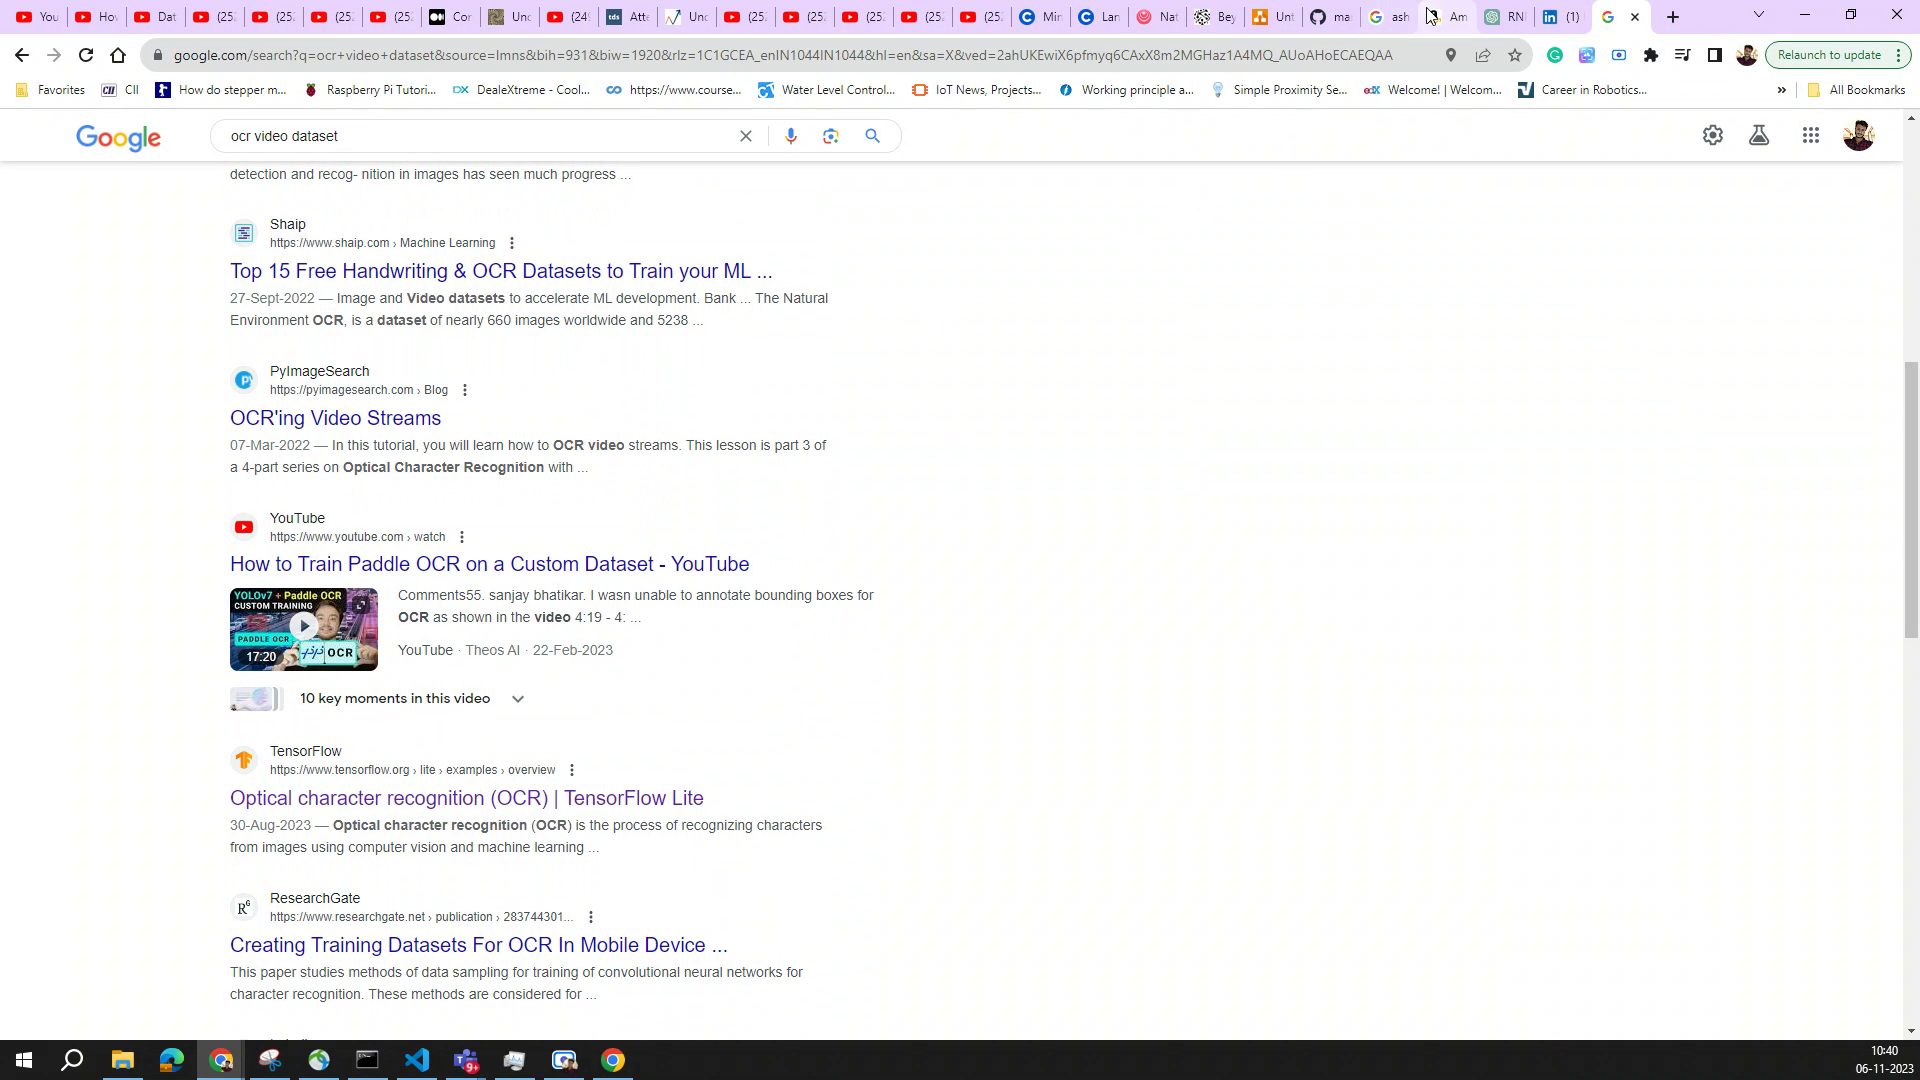 You
Hov
Dat
(25
(25
(25
(25
Cor
Unc
(24
tds
Atte
Unc
(25
(25
(25
(25
(25
Min
Lan
Nat
Bey
Unt
ma
ash
Am
RN
(1)
google.com/search?q=ocr+video+dataset&source=lmns&bih=931&biw=1920&rlz=1C1GCEA_enIN1044IN1044&hl=en&sa=X&ved=2ahUKEwiX6pfmyq6CAxX8m2MGHaz1A4MQ_AUoAHoECAEQAA
Relaunch to update
Favorites
CII
How do stepper m...
Raspberry Pi Tutori...
DX
DealeXtreme - Cool...
https://www.course...
Water Level Control...
IoT News, Projects...
Working principle a...
Simple Proximity Se...
edX
Welcome! | Welcom...
Career in Robotics...
»
All Bookmarks
Google
ocr video dataset
detection and recog- nition in images has seen much progress ...
Shaip
https://www.shaip.com › Machine Learning
Top 15 Free Handwriting & OCR Datasets to Train your ML ...
27-Sept-2022 — Image and Video datasets to accelerate ML development. Bank ... The Natural
Environment OCR, is a dataset of nearly 660 images worldwide and 5238 ...
PyImageSearch
https://pyimagesearch.com › Blog
OCR'ing Video Streams
07-Mar-2022 — In this tutorial, you will learn how to OCR video streams. This lesson is part 3 of
a 4-part series on Optical Character Recognition with ...
YouTube
https://www.youtube.com › watch
How to Train Paddle OCR on a Custom Dataset - YouTube
YOLOv7 + Paddle OCR
CUSTOM TRAINING
PADDLE OCR
17:20
OCR
Comments55. sanjay bhatikar. I wasn unable to annotate bounding boxes for
OCR as shown in the video 4:19 - 4: ...
YouTube · Theos AI · 22-Feb-2023
10 key moments in this video
TensorFlow
https://www.tensorflow.org › lite › examples › overview
Optical character recognition (OCR) | TensorFlow Lite
30-Aug-2023 — Optical character recognition (OCR) is the process of recognizing characters
from images using computer vision and machine learning ...
ResearchGate
https://www.researchgate.net › publication › 283744301...
Creating Training Datasets For OCR In Mobile Device ...
This paper studies methods of data sampling for training of convolutional neural networks for
character recognition. These methods are considered for ...
9+
10:40
06-11-2023